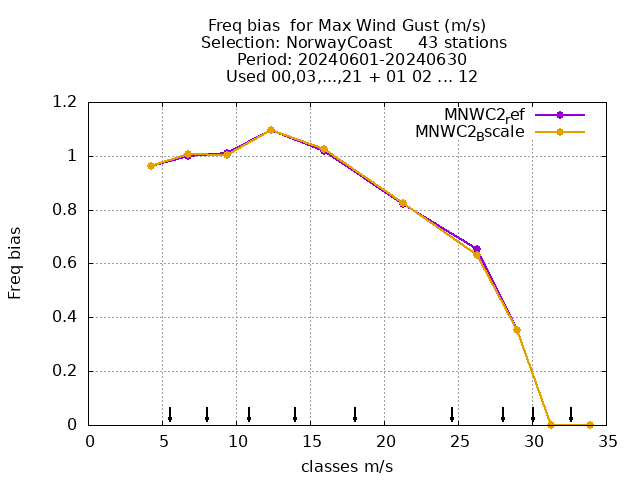 Freq bias  for Max Wind Gust (m/s)
Selection: NorwayCoast     43 stations
Period: 20240601-20240630
Used 00,03,...,21 + 01 02 ... 12
MNWC2ref
MNWC2Bscale
1.2
1
0.8
0.6
0.4
0.2
0
Freq bias
0 5 10 15 20 25 30 35
classes m/s